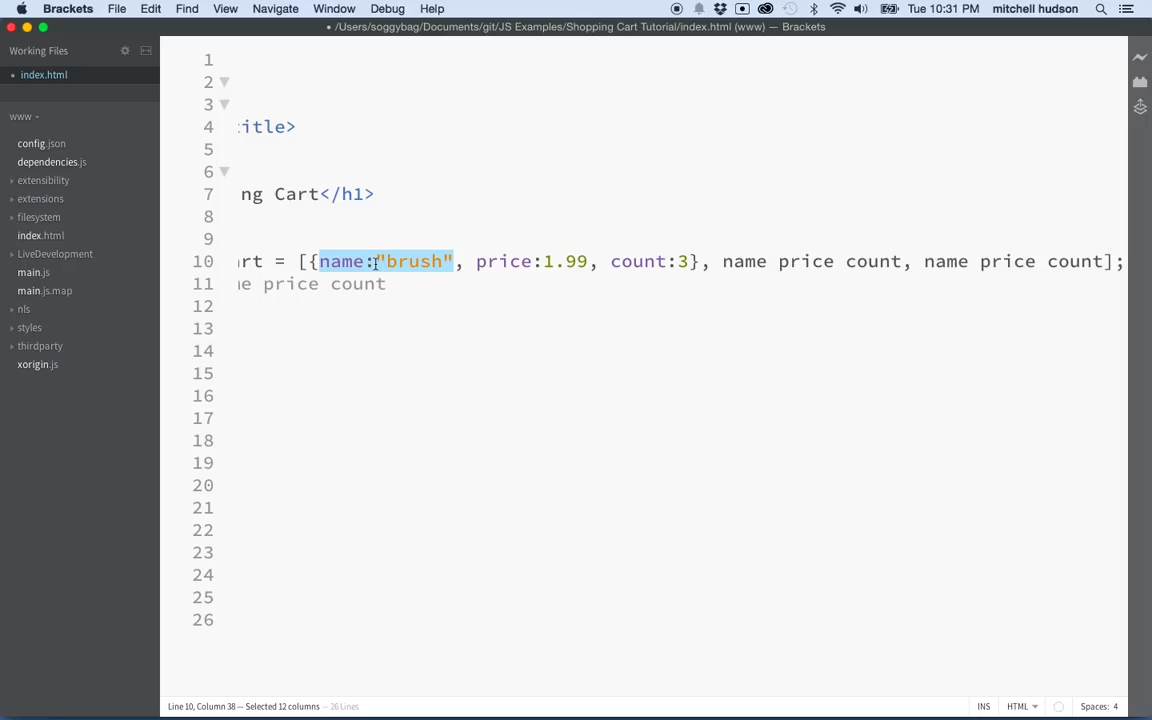 Brackets File Edit Find View Navigate Window Debug Help Tue 10:31 PM mitchell hudson
• /Users/soggybag/Documents/git/JS Examples/Shopping Cart Tutorial/index.html (www) — Brackets
Working Files
• index.html
www
config.json
dependencies.js
extensibility
extensions
filesystem
index.html
LiveDevelopment
main.js
main.js.map
nls
styles
thirdparty
xorigin.js
1
2
3
4 title>
5
6
7 ng Cart</h1>
8
9
10 art = [{name:"brush", price:1.99, count:3}, name price count, name price count];
11 me price count
12
13
14
15
16
17
18
19
20
21
22
23
24
25
26
Line 10, Column 38 — Selected 12 columns — 26 Lines
INS HTML Spaces: 4